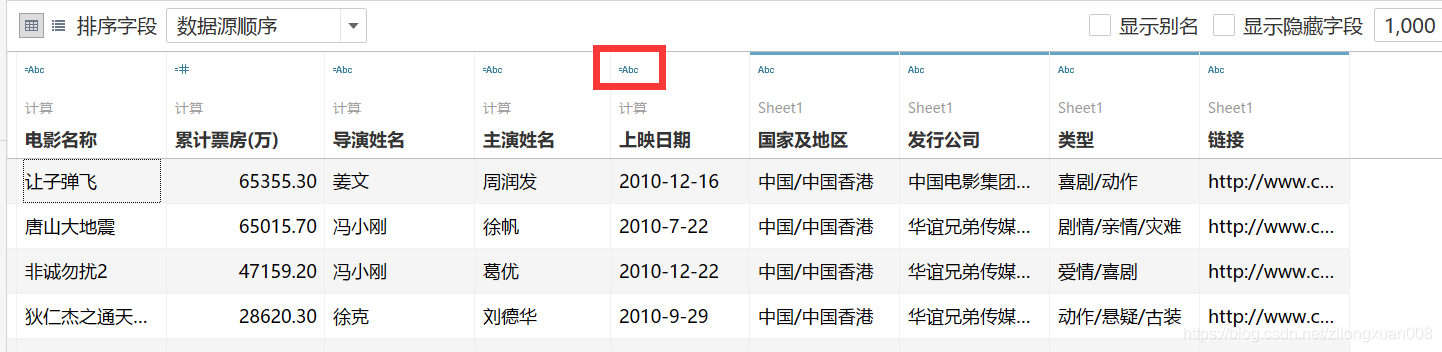 排序字段 数据源顺序 显示别名 显示隐藏字段 1,000
=Abc =# =Abc =Abc =Abc Abc Abc Abc Abc
计算 计算 计算 计算 计算 Sheet1 Sheet1 Sheet1 Sheet1
电影名称 累计票房(万) 导演姓名 主演姓名 上映日期 国家及地区 发行公司 类型 链接
让子弹飞 65355.30 姜文 周润发 2010-12-16 中国/中国香港 中国电影集团... 喜剧/动作 http://www.c...
唐山大地震 65015.70 冯小刚 徐帆 2010-7-22 中国/中国香港 华谊兄弟传媒... 剧情/亲情/灾难 http://www.c...
非诚勿扰2 47159.20 冯小刚 葛优 2010-12-22 中国/中国香港 华谊兄弟传媒... 爱情/喜剧 http://www.c...
狄仁杰之通天... 28620.30 徐克 刘德华 2010-9-29 中国/中国香港 华谊兄弟传媒... 动作/悬疑/古装 http://www.c...
https://blog.csdn.net/zilongxuan008